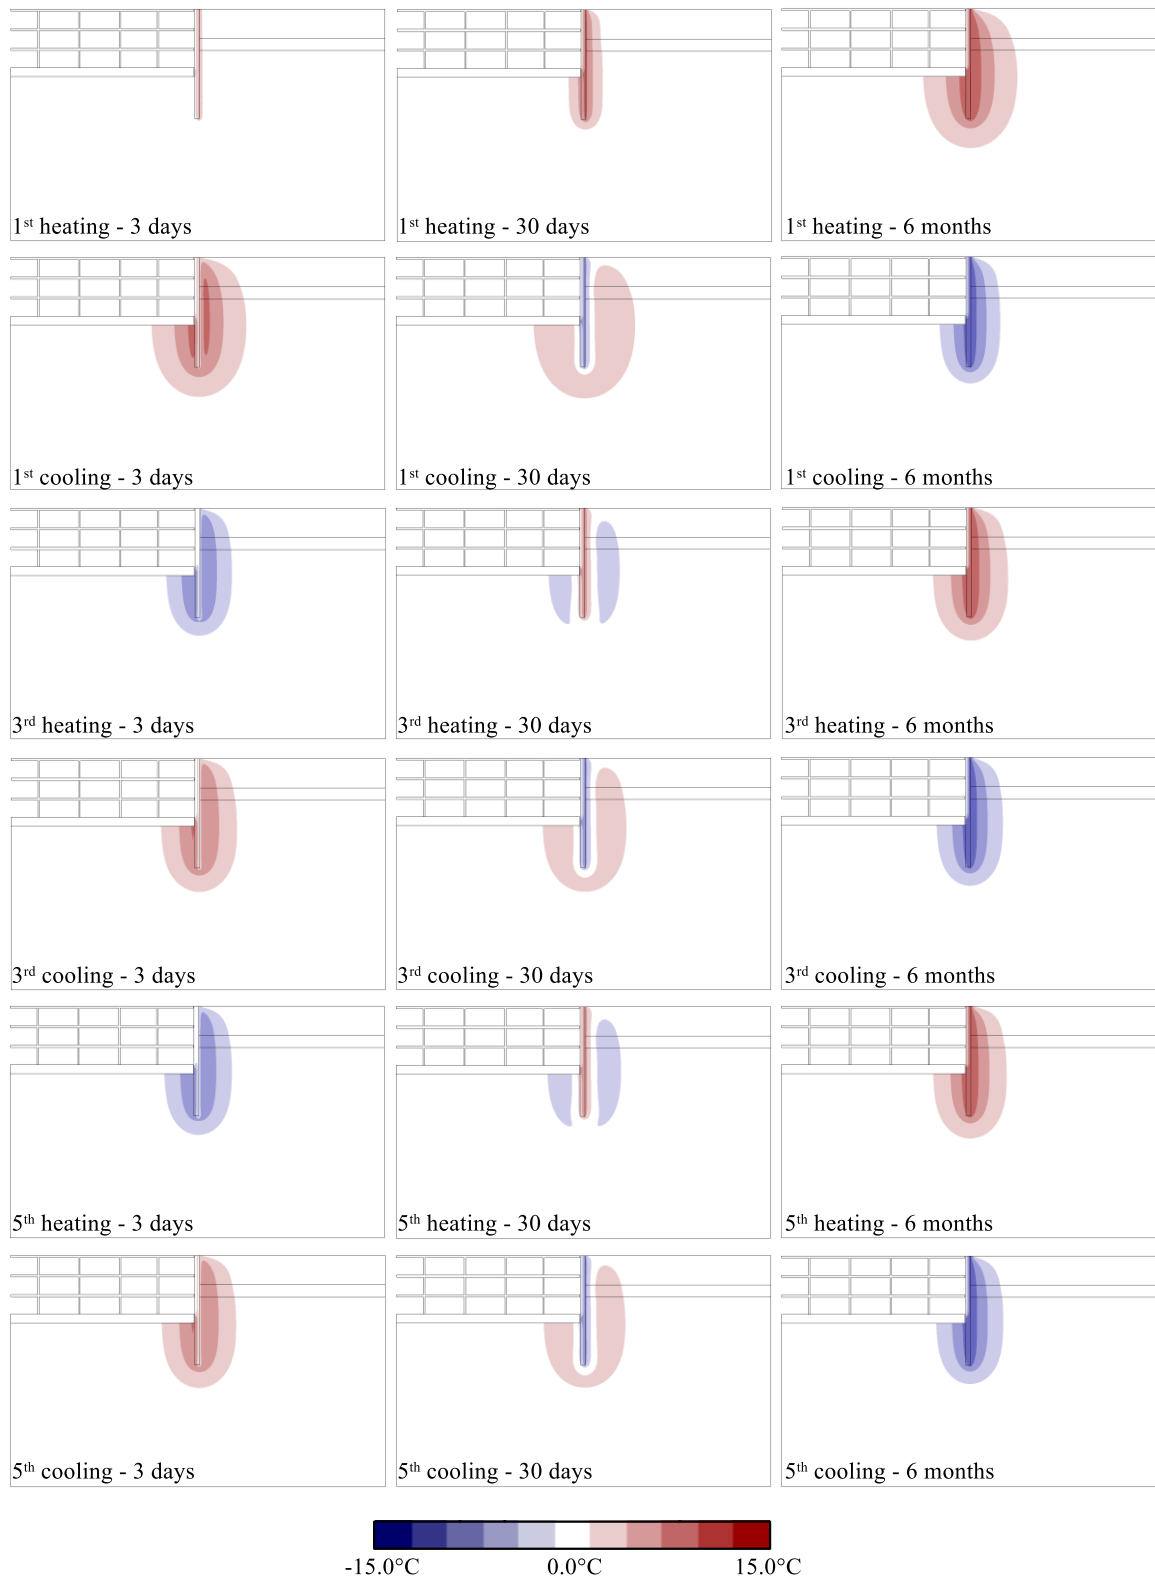 1st heating - 3 days
1st heating - 30 days
1st heating - 6 months
1st cooling - 3 days
1st cooling - 30 days
1st cooling - 6 months
3rd heating - 3 days
3rd heating - 30 days
3rd heating - 6 months
3rd cooling - 3 days
3rd cooling - 30 days
3rd cooling - 6 months
5th heating - 3 days
5th heating - 30 days
5th heating - 6 months
5th cooling - 3 days
5th cooling - 30 days
5th cooling - 6 months
-15.0°C 0.0°C 15.0°C